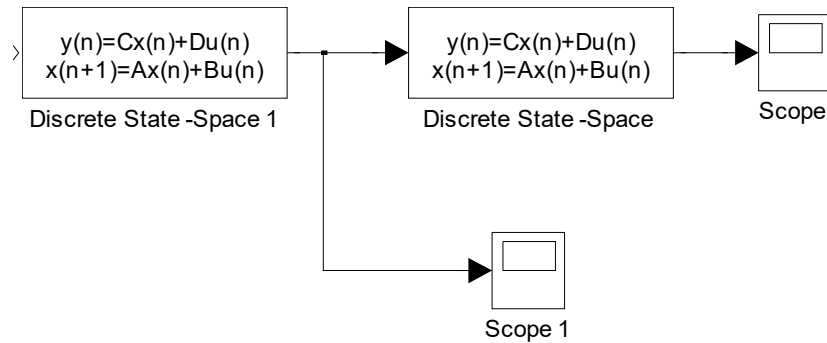 y(n)=Cx(n)+Du(n)
x(n+1)=Ax(n)+Bu(n)
Discrete State -Space 1
y(n)=Cx(n)+Du(n)
x(n+1)=Ax(n)+Bu(n)
Discrete State -Space
Scope
Scope 1